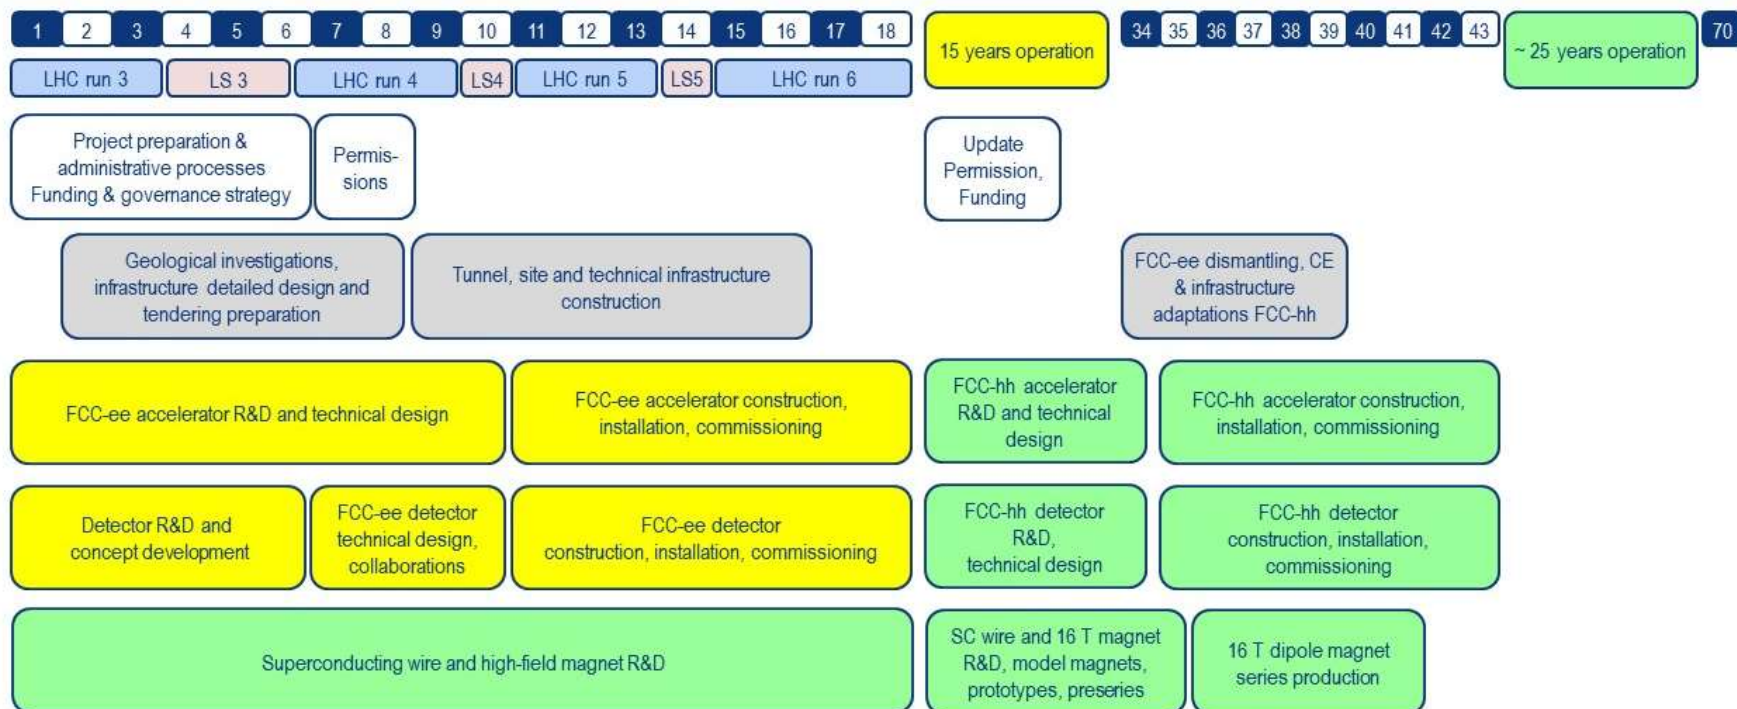 1 2 3 4 5 6 7 8 9 10 11 12 13 14 15 16 17 18
15 years operation
34 35 36 37 38 39 40 41 42 43
~ 25 years operation
70
LHC run 3
LS 3
LHC run 4
LS4
LHC run 5
LS5
LHC run 6
Project preparation &
administrative processes
Funding & governance strategy
Permis-
sions
Update
Permission,
Funding
Geological investigations,
infrastructure detailed design and
tendering preparation
Tunnel, site and technical infrastructure
construction
FCC-ee dismantling, CE
& infrastructure
adaptations FCC-hh
FCC-ee accelerator R&D and technical design
FCC-ee accelerator construction,
installation, commissioning
FCC-hh accelerator
R&D and technical
design
FCC-hh accelerator construction,
installation, commissioning
Detector R&D and
concept development
FCC-ee detector
technical design,
collaborations
FCC-ee detector
construction, installation, commissioning
FCC-hh detector
R&D,
technical design
FCC-hh detector
construction, installation,
commissioning
Superconducting wire and high-field magnet R&D
SC wire and 16 T magnet
R&D, model magnets,
prototypes, preseries
16 T dipole magnet
series production